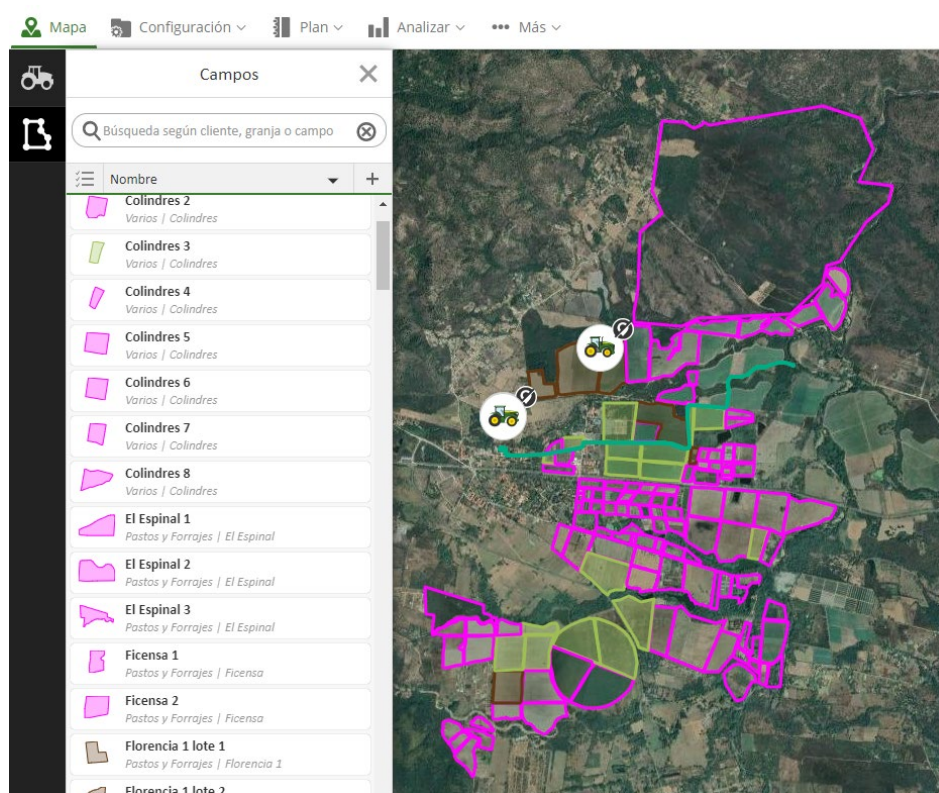 Mapa
Configuración
Plan
Analizar
Más
Campos
Búsqueda según cliente, granja o campo
Nombre
Colindres 2
Varios | Colindres
Colindres 3
Varios | Colindres
Colindres 4
Varios | Colindres
Colindres 5
Varios | Colindres
Colindres 6
Varios | Colindres
Colindres 7
Varios | Colindres
Colindres 8
Varios | Colindres
El Espinal 1
Pastos y Forrajes | El Espinal
El Espinal 2
Pastos y Forrajes | El Espinal
El Espinal 3
Pastos y Forrajes | El Espinal
Ficensa 1
Pastos y Forrajes | Ficensa
Ficensa 2
Pastos y Forrajes | Ficensa
Florencia 1 lote 1
Pastos y Forrajes | Florencia 1
Florencia 1 lote 2